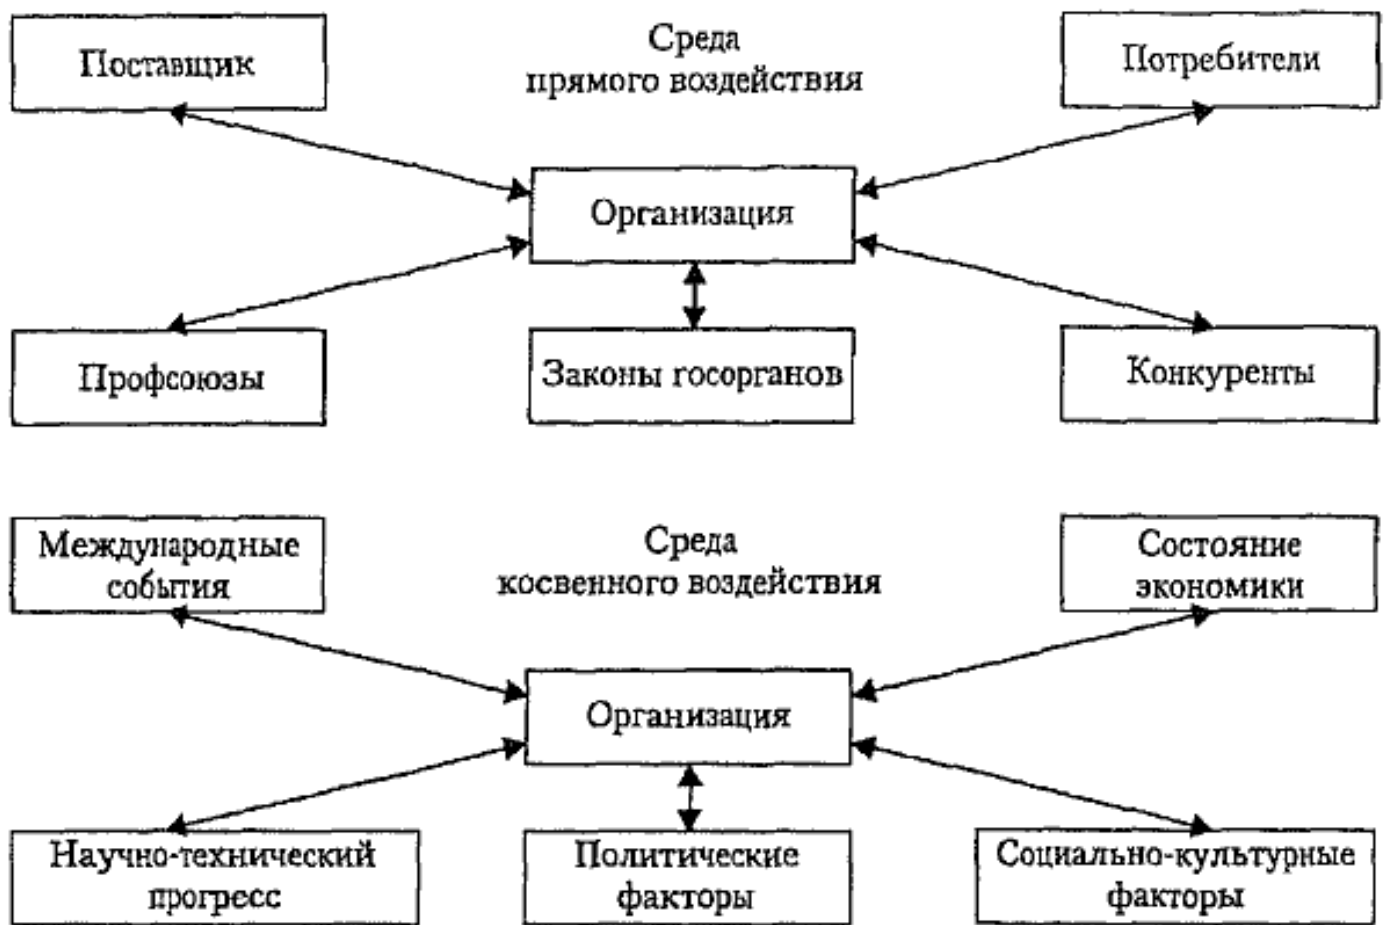 Поставщик
Среда
прямого воздействия
Потребители
Организация
Профсоюзы
Законы госорганов
Конкуренты
Международные
события
Среда
косвенного воздействия
Состояние
экономики
Организация
Научно-технический
прогресс
Политические
факторы
Социально-культурные
факторы